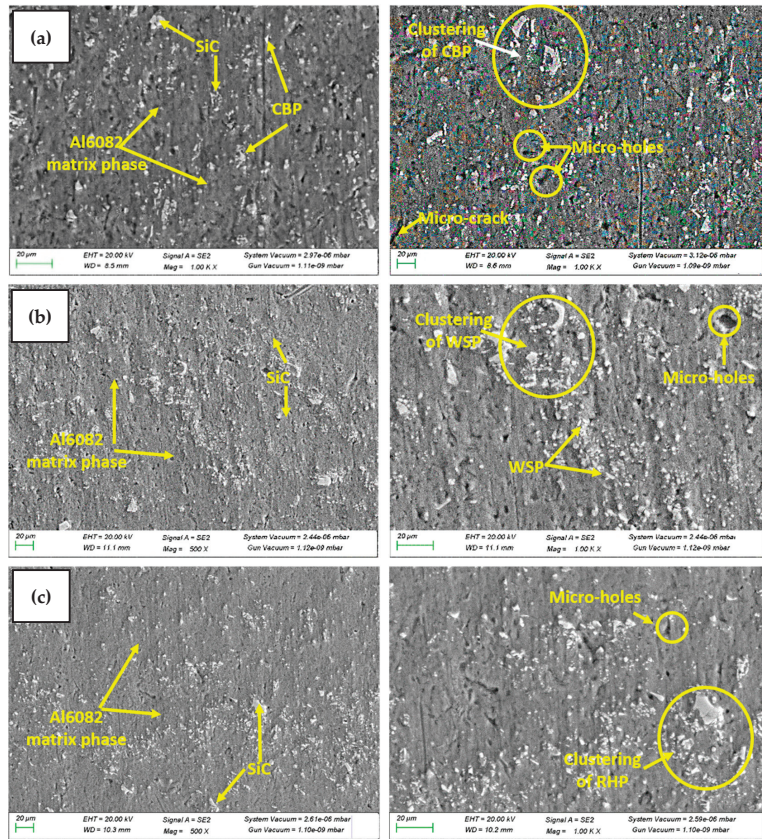 (a)
SiC
CBP
Al6082
matrix phase
20 µm
EHT = 20.00 kV
Signal A = SE2
System Vacuum = 2.97e-06 mbar
WD = 8.5 mm
Mag = 1.00 K X
Gun Vacuum = 1.11e-09 mbar
Clustering
of CBP
Micro-holes
Micro-crack
20 µm
EHT = 20.00 kV
Signal A = SE2
System Vacuum = 3.12e-06 mbar
WD = 8.6 mm
Mag = 1.00 K X
Gun Vacuum = 1.09e-09 mbar
(b)
SiC
Al6082
matrix phase
20 µm
EHT = 20.00 kV
Signal A = SE2
System Vacuum = 2.44e-06 mbar
WD = 11.1 mm
Mag = 500 X
Gun Vacuum = 1.12e-09 mbar
Clustering
of WSP
Micro-holes
WSP
20 µm
EHT = 20.00 kV
Signal A = SE2
System Vacuum = 2.44e-06 mbar
WD = 11.1 mm
Mag = 1.00 K X
Gun Vacuum = 1.12e-09 mbar
(c)
Al6082
matrix phase
SiC
20 µm
EHT = 20.00 kV
Signal A = SE2
System Vacuum = 2.61e-06 mbar
WD = 10.3 mm
Mag = 500 X
Gun Vacuum = 1.10e-09 mbar
Micro-holes
Clustering
of RHP
20 µm
EHT = 20.00 kV
Signal A = SE2
System Vacuum = 2.59e-06 mbar
WD = 10.2 mm
Mag = 1.00 K X
Gun Vacuum = 1.10e-09 mbar